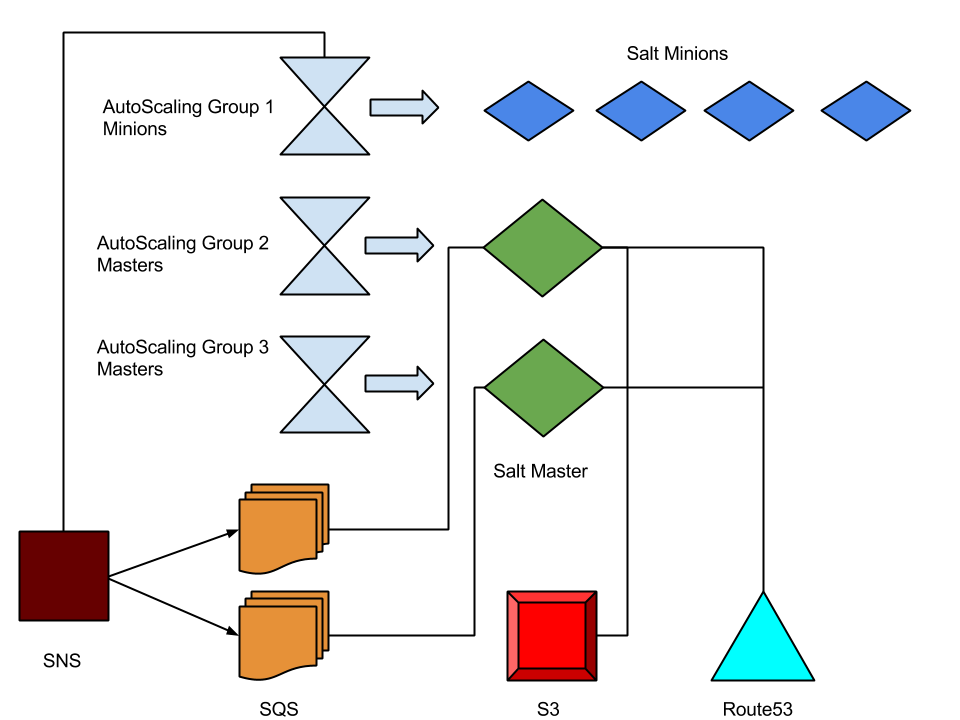 Salt Minions
AutoScaling Group 1
Minions
AutoScaling Group 2
Masters
AutoScaling Group 3
Masters
Salt Master
SNS
SQS
S3
Route53